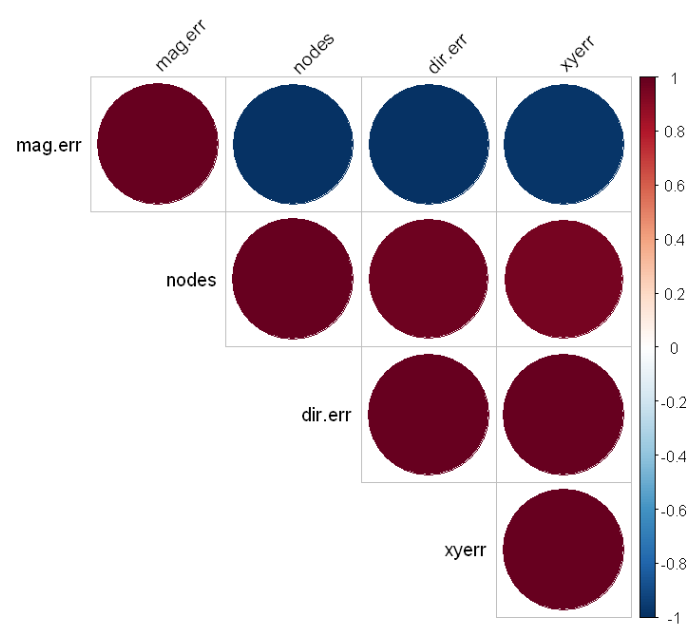 mag.err
nodes
dir.err
xyerr
mag.err
nodes
dir.err
xyerr
1
0.8
0.6
0.4
0.2
0
-0.2
-0.4
-0.6
-0.8
-1